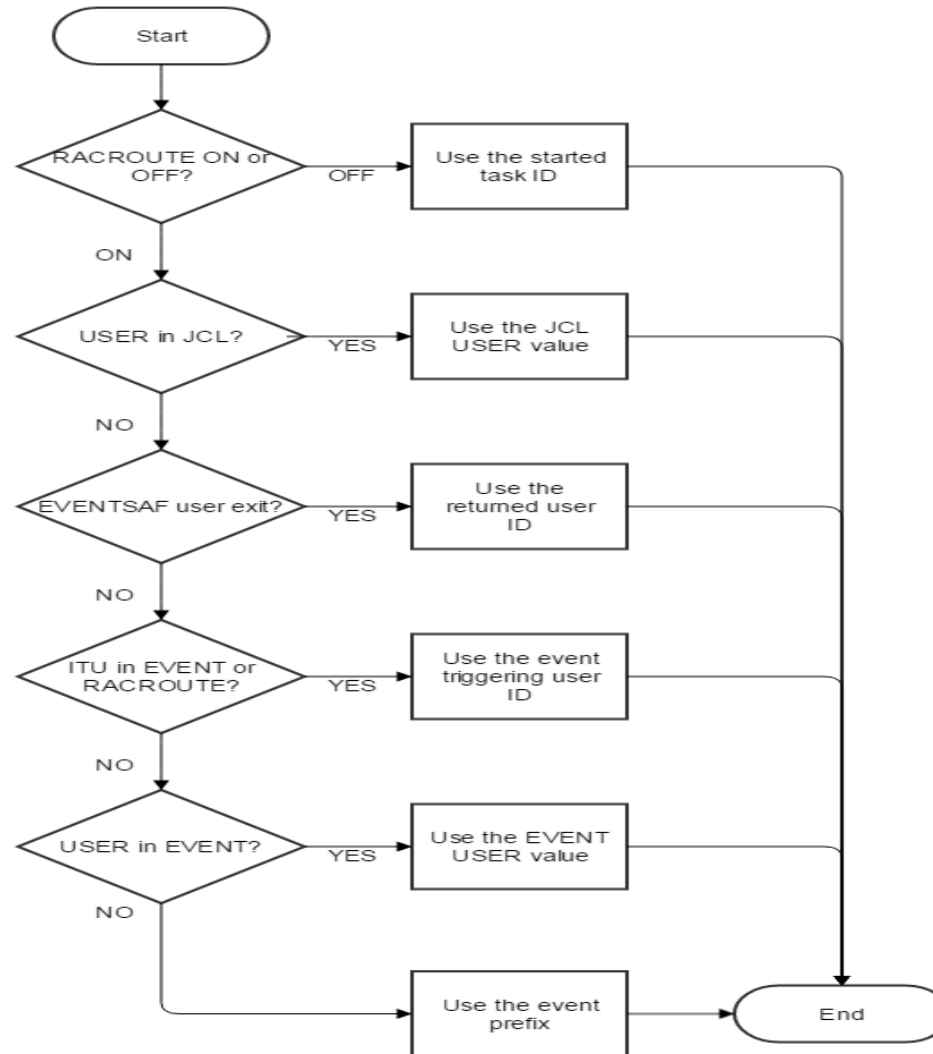 Start
RACROUTE ON or
OFF?
OFF
Use the started
task ID
ON
USER in JCL?
YES
Use the JCL
USER value
NO
EVENTSAF user exit?
YES
Use the
returned user
ID
NO
ITU in EVENT or
RACROUTE?
YES
Use the event
triggering user
ID
NO
USER in EVENT?
YES
Use the EVENT
USER value
NO
Use the event
prefix
End